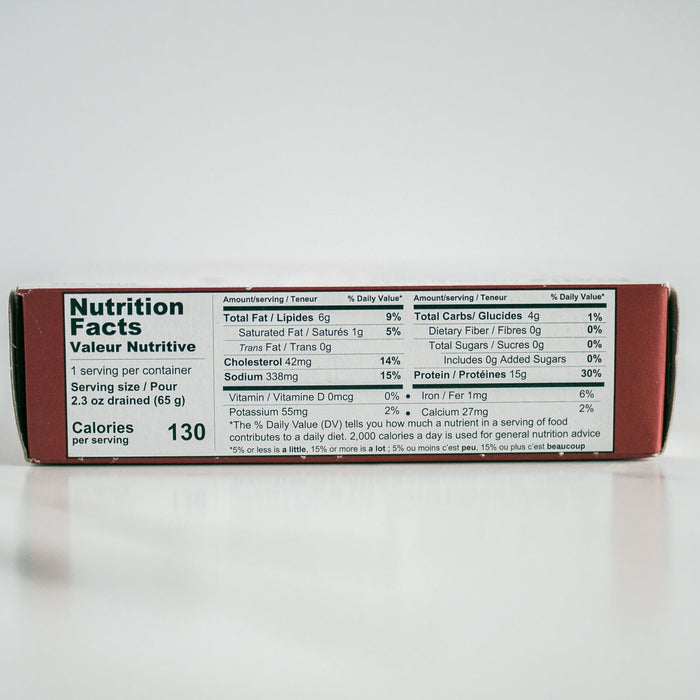 Nutrition
Facts
Valeur Nutritive
1 serving per container
Serving size / Pour
2.3 oz drained (65 g)
Calories
per serving
130
Amount/serving / Teneur % Daily Value*
Total Fat / Lipides 6g 9%
Saturated Fat / Saturés 1g 5%
Trans Fat / Trans 0g
Cholesterol 42mg 14%
Sodium 338mg 15%
Vitamin / Vitamine D 0mcg 0% •
Potassium 55mg 2% •
Amount/serving / Teneur % Daily Value*
Total Carbs/ Glucides 4g 1%
Dietary Fiber / Fibres 0g 0%
Total Sugars / Sucres 0g 0%
Includes 0g Added Sugars 0%
Protein / Protéines 15g 30%
Iron / Fer 1mg 6%
Calcium 27mg 2%
*The % Daily Value (DV) tells you how much a nutrient in a serving of food
contributes to a daily diet. 2,000 calories a day is used for general nutrition advice
*5% or less is a little, 15% or more is a lot ; 5% ou moins c'est peu, 15% ou plus c'est beaucoup